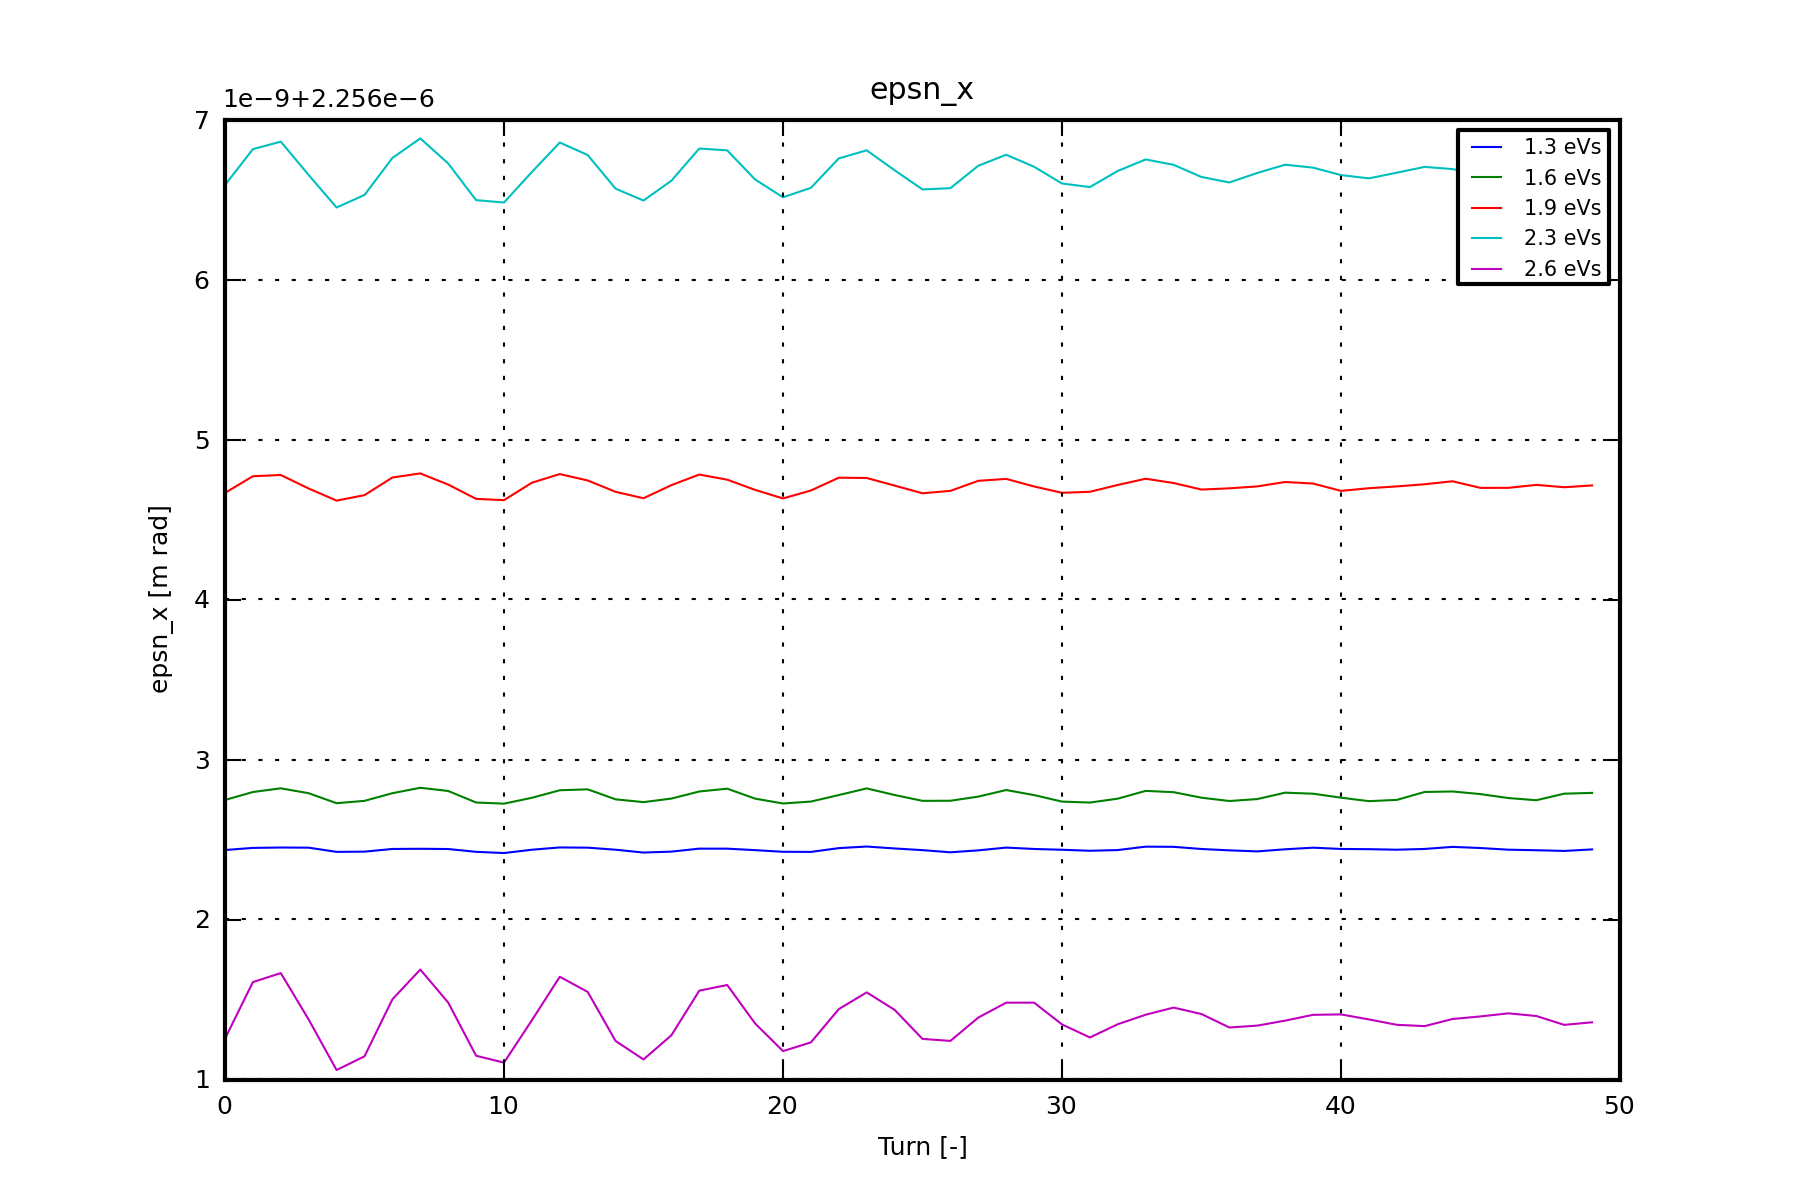 epsn_x
1e−9+2.256e−6
7
6
5
4
3
2
1
epsn_x [m rad]
1.3 eVs
1.6 eVs
1.9 eVs
2.3 eVs
2.6 eVs
0 10 20 30 40 50
Turn [-]